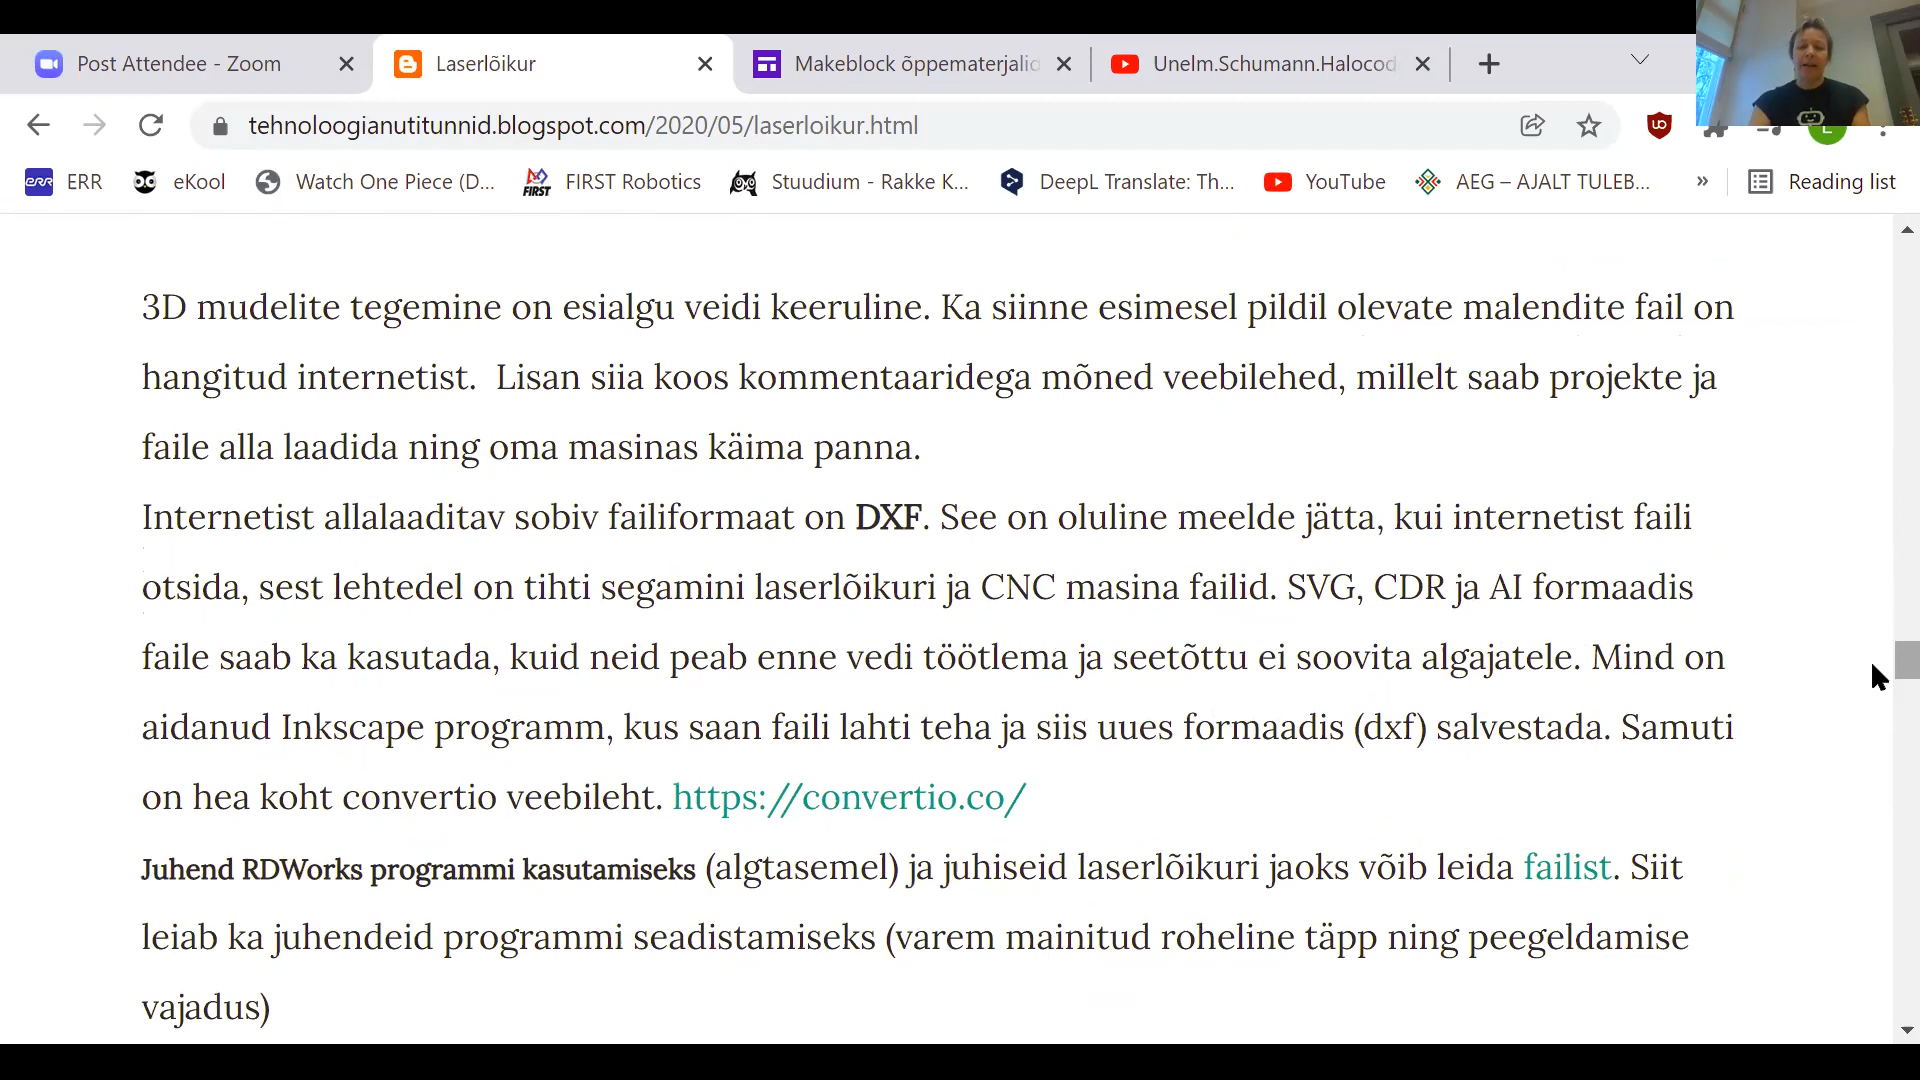 Post Attendee - Zoom
Laserlõikur
Makeblock õppematerjalid
Unelm.Schumann.Halocod
tehnoloogianutitunnid.blogspot.com/2020/05/laserloikur.html
ERR
eKool
Watch One Piece (D...
FIRST Robotics
Stuudium - Rakke K...
DeepL Translate: Th...
YouTube
AEG – AJALT TULEB...
»
Reading list
3D mudelite tegemine on esialgu veidi keeruline. Ka siinne esimesel pildil olevate malendite fail on
hangitud internetist. Lisan siia koos kommentaaridega mõned veebilehed, millelt saab projekte ja
faile alla laadida ning oma masinas käima panna.
Internetist allalaaditav sobiv failiformaat on DXF. See on oluline meelde jätta, kui internetist faili
otsida, sest lehtedel on tihti segamini laserlõikuri ja CNC masina failid. SVG, CDR ja AI formaadis
faile saab ka kasutada, kuid neid peab enne vedi töötlema ja seetõttu ei soovita algajatele. Mind on
aidanud Inkscape programm, kus saan faili lahti teha ja siis uues formaadis (dxf) salvestada. Samuti
on hea koht convertio veebileht. https://convertio.co/
Juhend RDWorks programmi kasutamiseks (algtasemel) ja juhiseid laserlõikuri jaoks võib leida failist. Siit
leiab ka juhendeid programmi seadistamiseks (varem mainitud roheline täpp ning peegeldamise
vajadus)